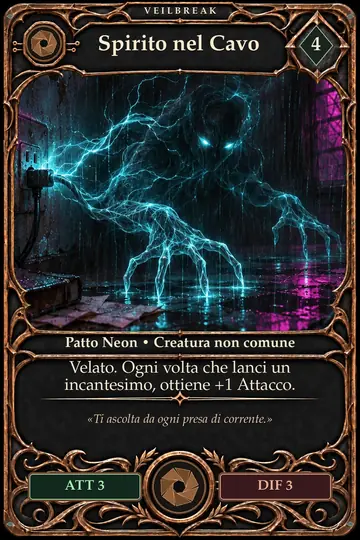 VEILBREAK
Spirito nel Cavo
4
Patto Neon • Creatura non comune
Velato. Ogni volta che lanci un
incantesimo, ottiene +1 Attacco.
«Ti ascolta da ogni presa di corrente.»
ATT 3
DIF 3